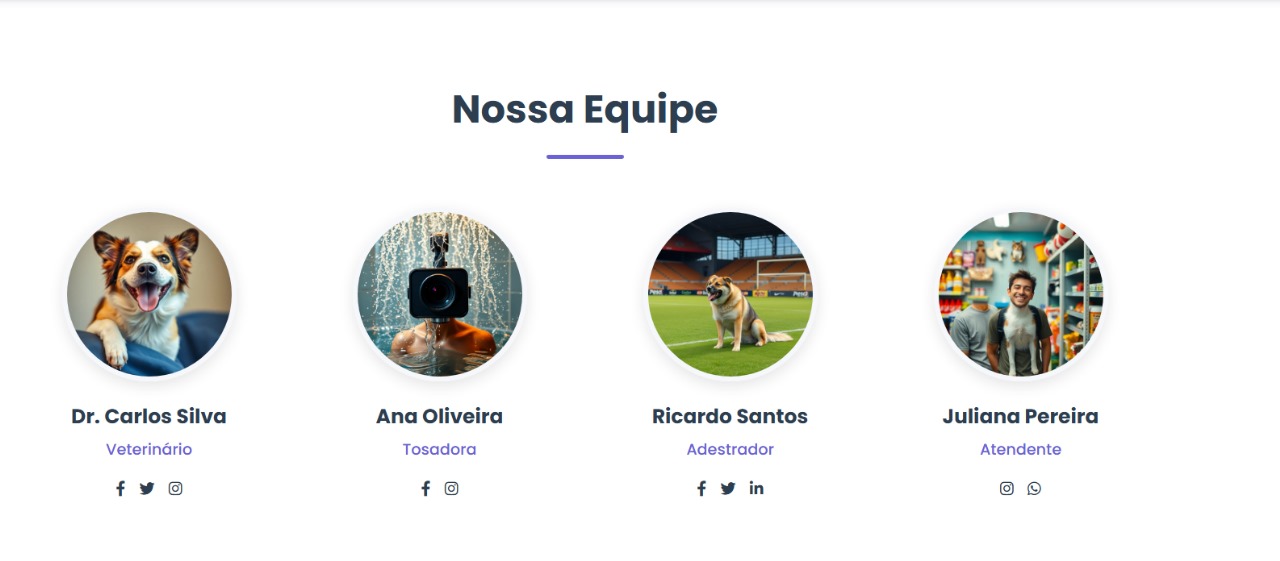 Nossa Equipe
Dr. Carlos Silva
Veterinário
Ana Oliveira
Tosadora
Ricardo Santos
Adestrador
Juliana Pereira
Atendente